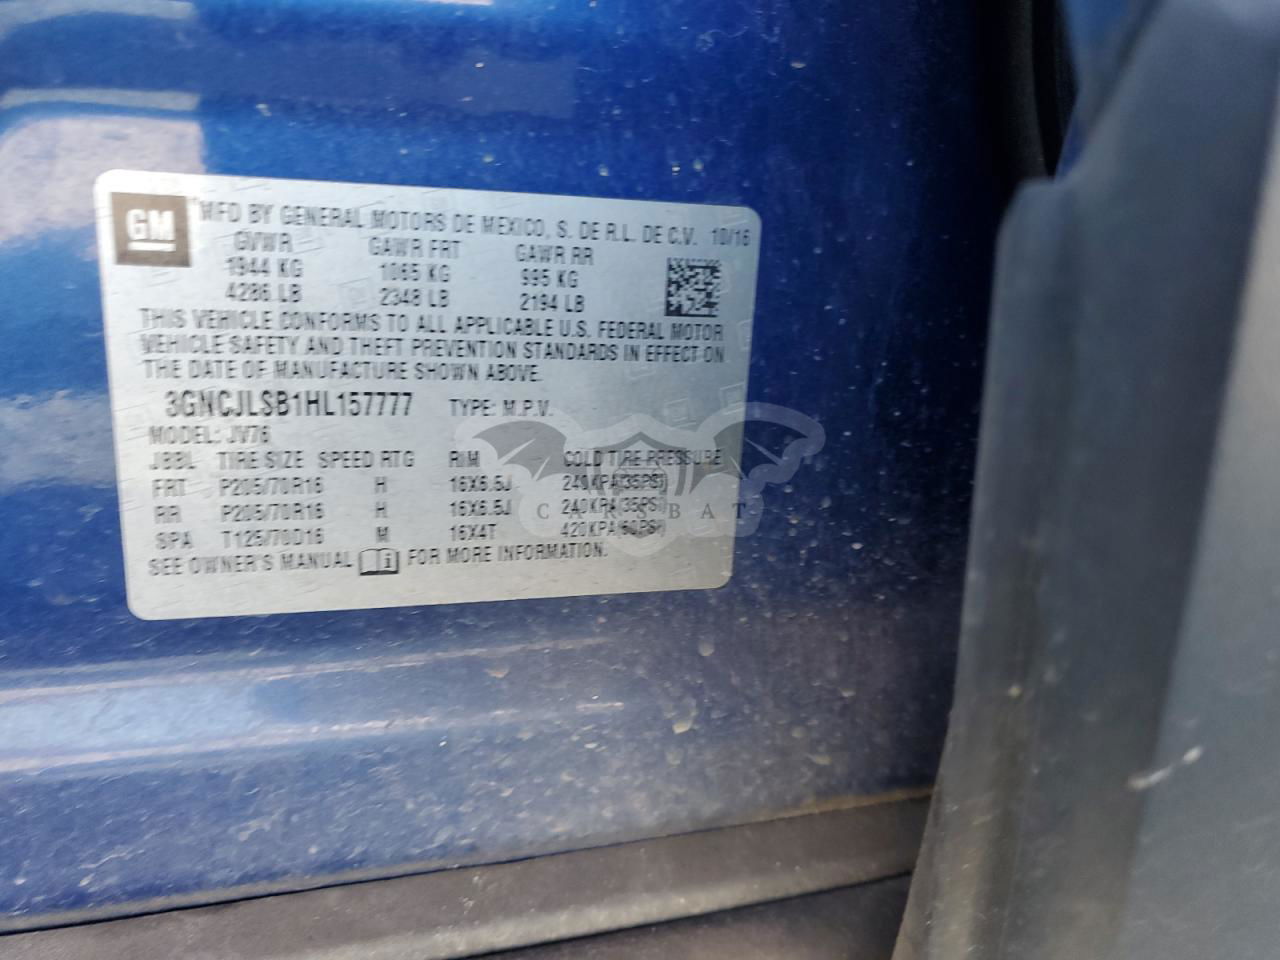 GM
MFD BY GENERAL MOTORS DE MEXICO, S. DE R.L. DE C.V. 10/16
GVWR GAWR FRT GAWR RR
1944 KG 1065 KG 995 KG
4286 LB 2348 LB 2194 LB
THIS VEHICLE CONFORMS TO ALL APPLICABLE U.S. FEDERAL MOTOR
VEHICLE SAFETY AND THEFT PREVENTION STANDARDS IN EFFECT ON
THE DATE OF MANUFACTURE SHOWN ABOVE.
3GNCJLSB1HL157777 TYPE: M.P.V.
MODEL: JV76
JBBL TIRE SIZE SPEED RTG RIM COLD TIRE PRESSURE
FRT P205/70R16 H 16X6.5J 240KPA(35PSI)
RR P205/70R16 H 16X6.5J 240KPA(35PSI)
CARSBAT
SPA T125/70D16 M 16X4T 420KPA(60PSI)
SEE OWNER'S MANUAL FOR MORE INFORMATION.